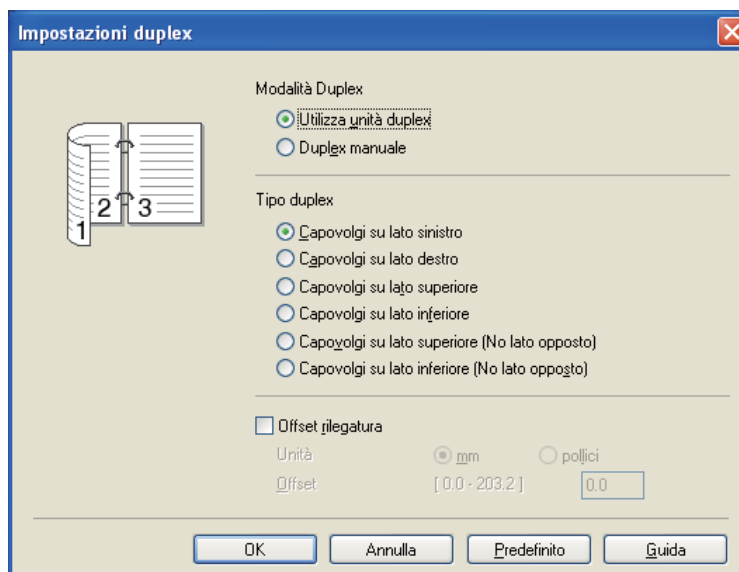 Impostazioni duplex
Modalità Duplex
Utilizza unità duplex
Duplex manuale
1
2
3
Tipo duplex
Capovolgi su lato sinistro
Capovolgi su lato destro
Capovolgi su lato superiore
Capovolgi su lato inferiore
Capovolgi su lato superiore (No lato opposto)
Capovolgi su lato inferiore (No lato opposto)
Offset rilegatura
Unità mm pollici
Offset [ 0.0 - 203.2 ] 0.0
OK Annulla Predefinito Guida